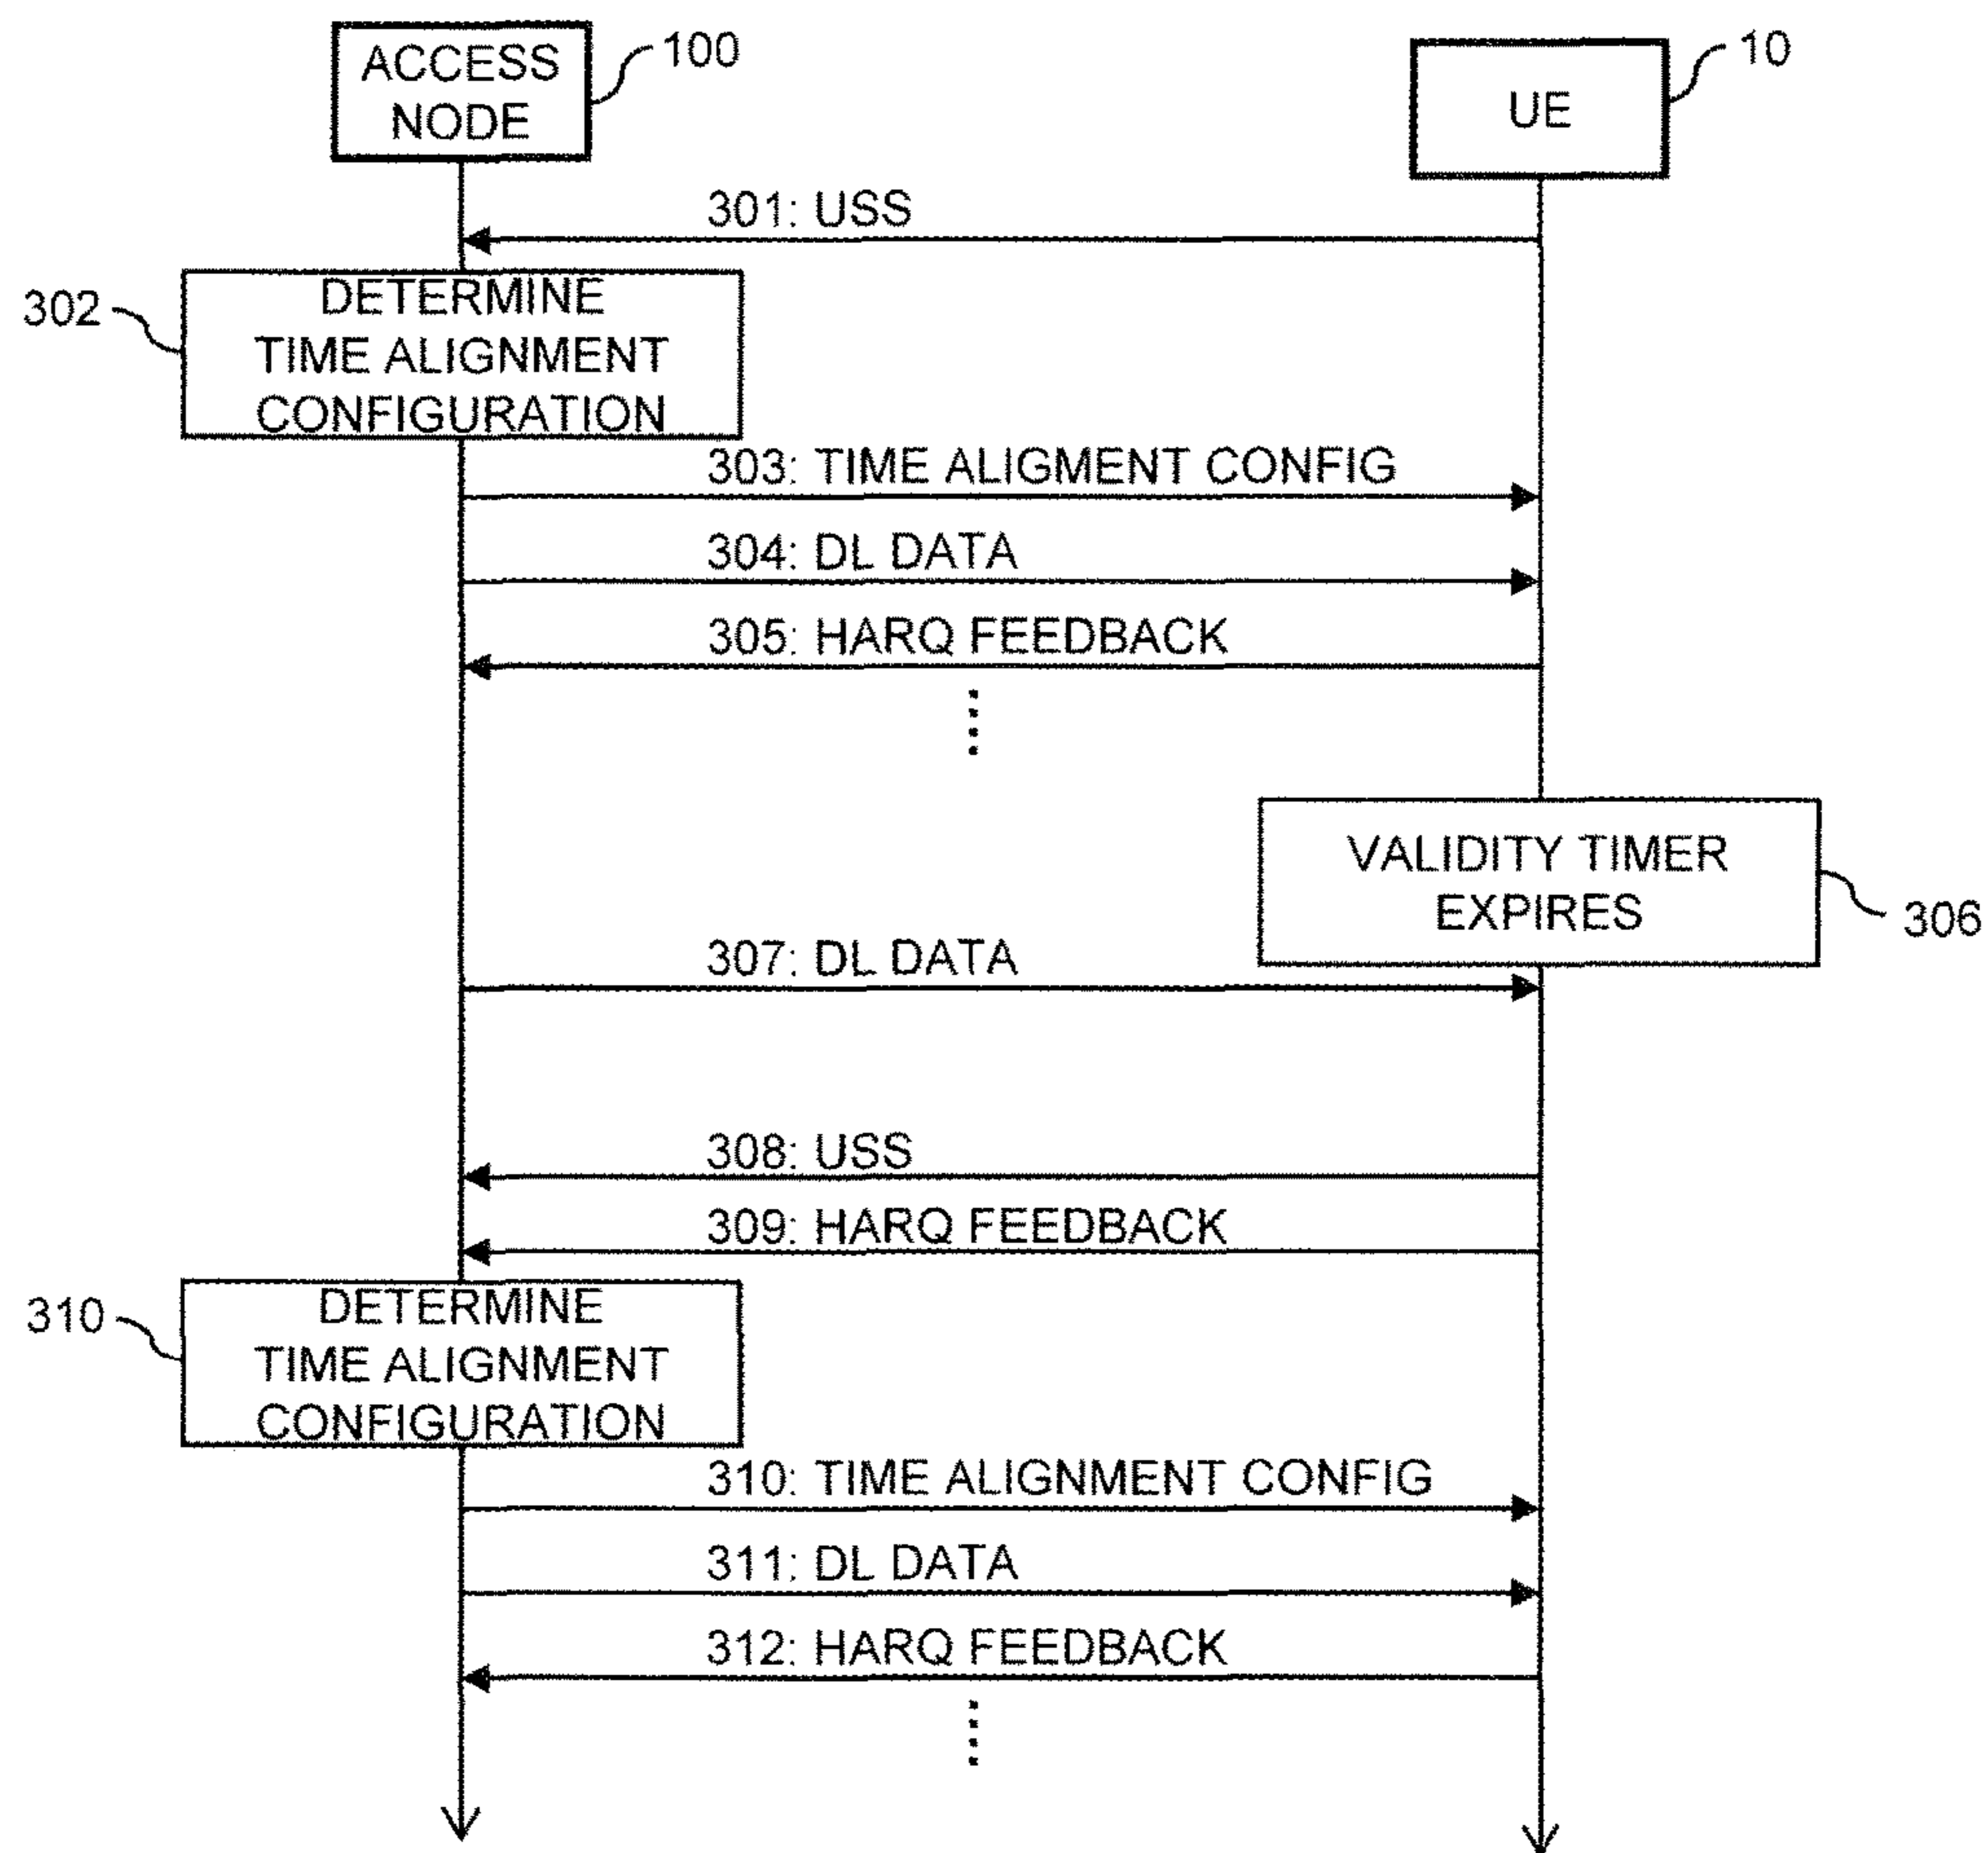 ACCESS
NODE
100
UE
10
301: USS
302
DETERMINE
TIME ALIGNMENT
CONFIGURATION
303: TIME ALIGMENT CONFIG
304: DL DATA
305: HARQ FEEDBACK
VALIDITY TIMER
EXPIRES
306
307: DL DATA
308: USS
309: HARQ FEEDBACK
310
DETERMINE
TIME ALIGNMENT
CONFIGURATION
310: TIME ALIGNMENT CONFIG
311: DL DATA
312: HARQ FEEDBACK